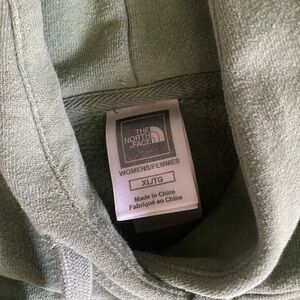 THE
NORTH
FACE
WOMENS/FEMMES
XL/TG
Made in China
Fabriqué en Chine